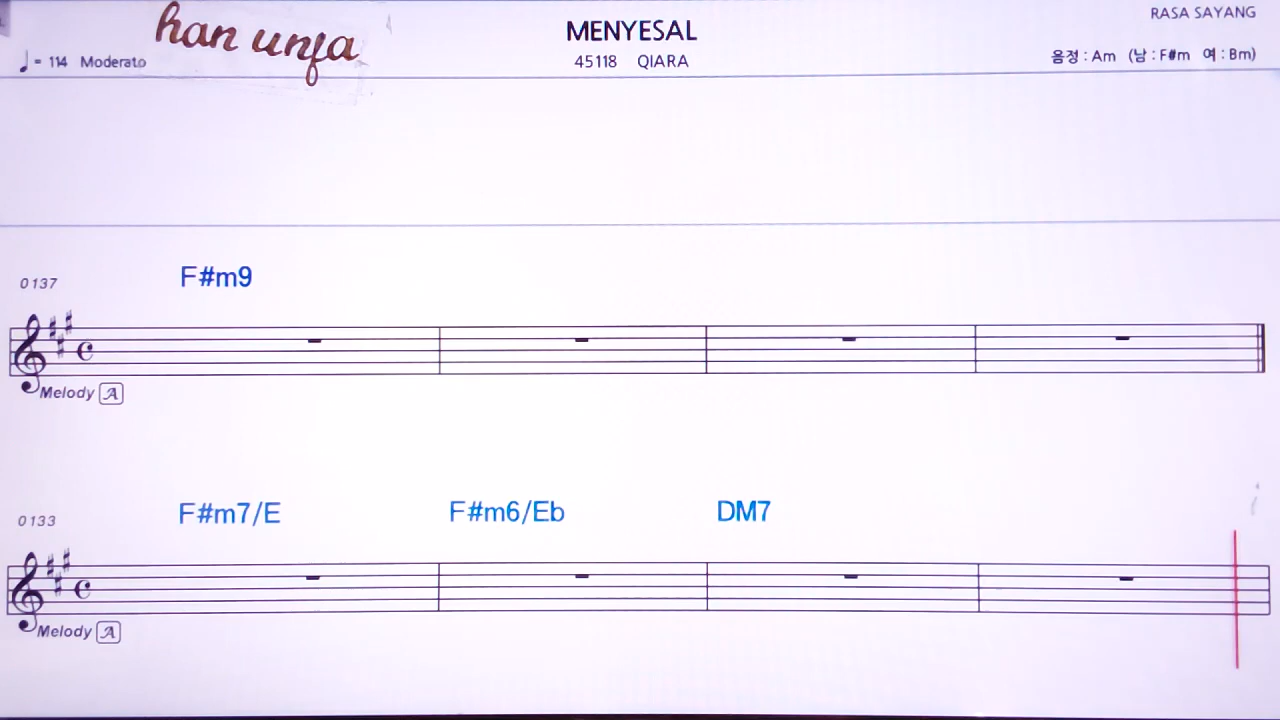 RASA SAYANG
han unfa
MENYESAL
♩= 114 Moderato
45118 QIARA
음정 : Am (남 : F#m 여 : Bm)
0137
F#m9
Melody A
0133
F#m7/E F#m6/Eb DM7
Melody A